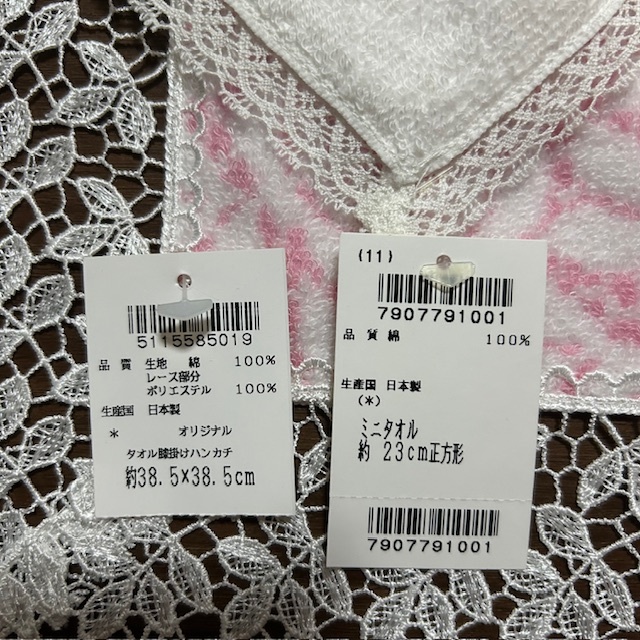 5115585019
品質 生地 綿 100%
レース部分
ポリエステル 100%
生産国 日本製
* オリジナル
タオル膝掛けハンカチ
約38.5×38.5cm
(11)
7907791001
品質 綿 100%
生産国 日本製
(*)
ミニタオル
約 23cm正方形
7907791001